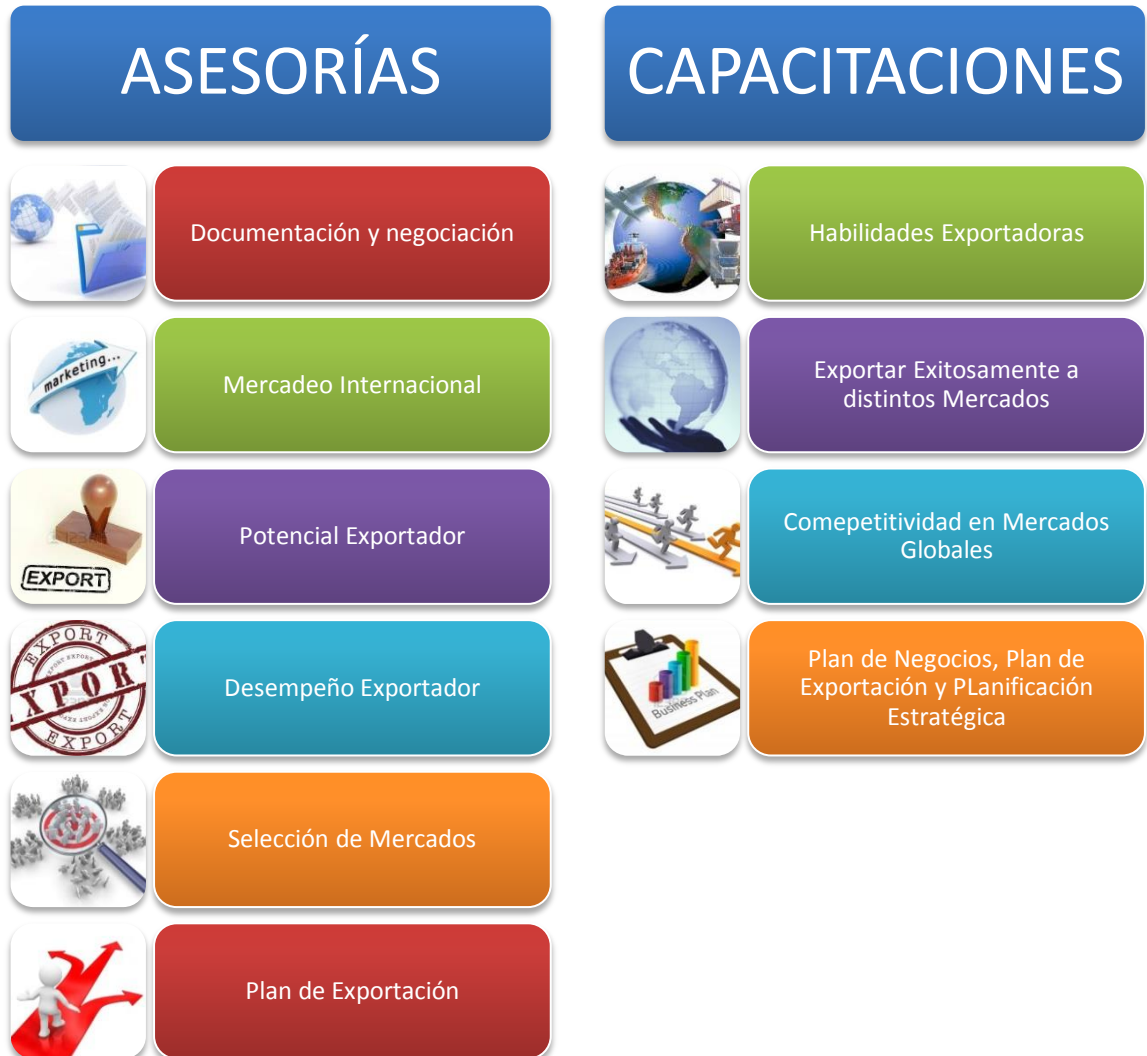 ASESORÍAS
Documentación y negociación
marketing...
Mercadeo Internacional
EXPORT
Potencial Exportador
EXPORT
EXPORT
EXPORT
Desempeño Exportador
Selección de Mercados
Plan de Exportación
CAPACITACIONES
Habilidades Exportadoras
Exportar Exitosamente a
distintos Mercados
Comepetitividad en Mercados
Globales
Business Plan
Plan de Negocios, Plan de
Exportación y PLanificación
Estratégica